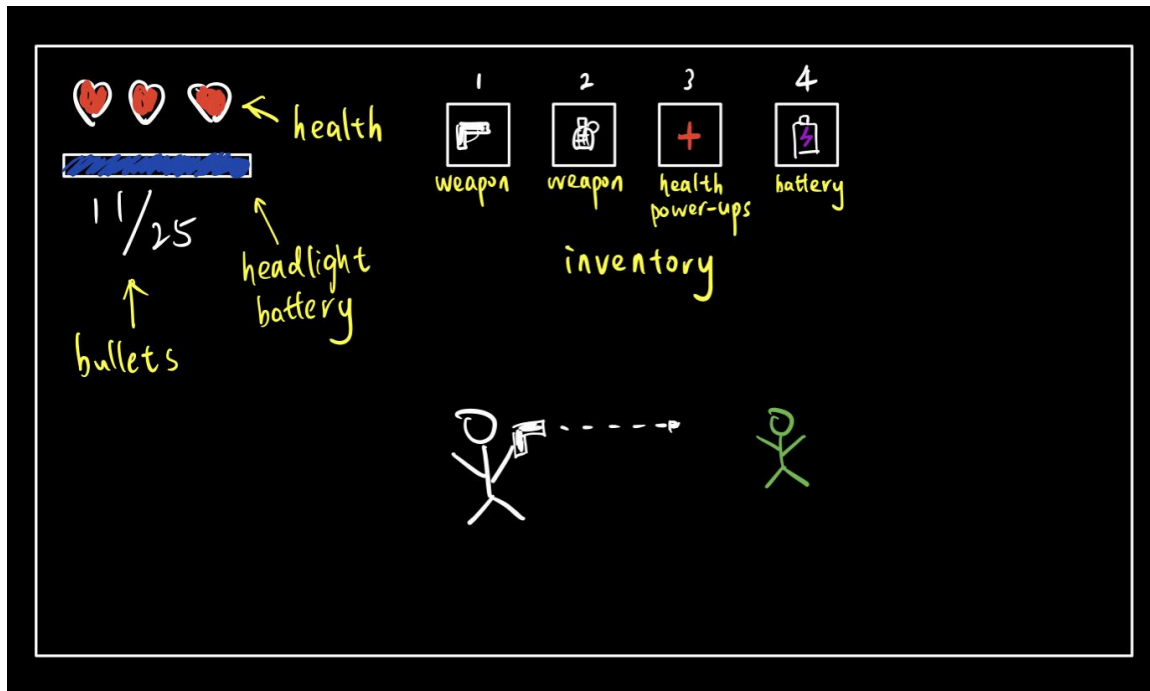 1 2 3 4
health
weapon weapon health power-ups battery
11/25
inventory
headlight
battery
bullets